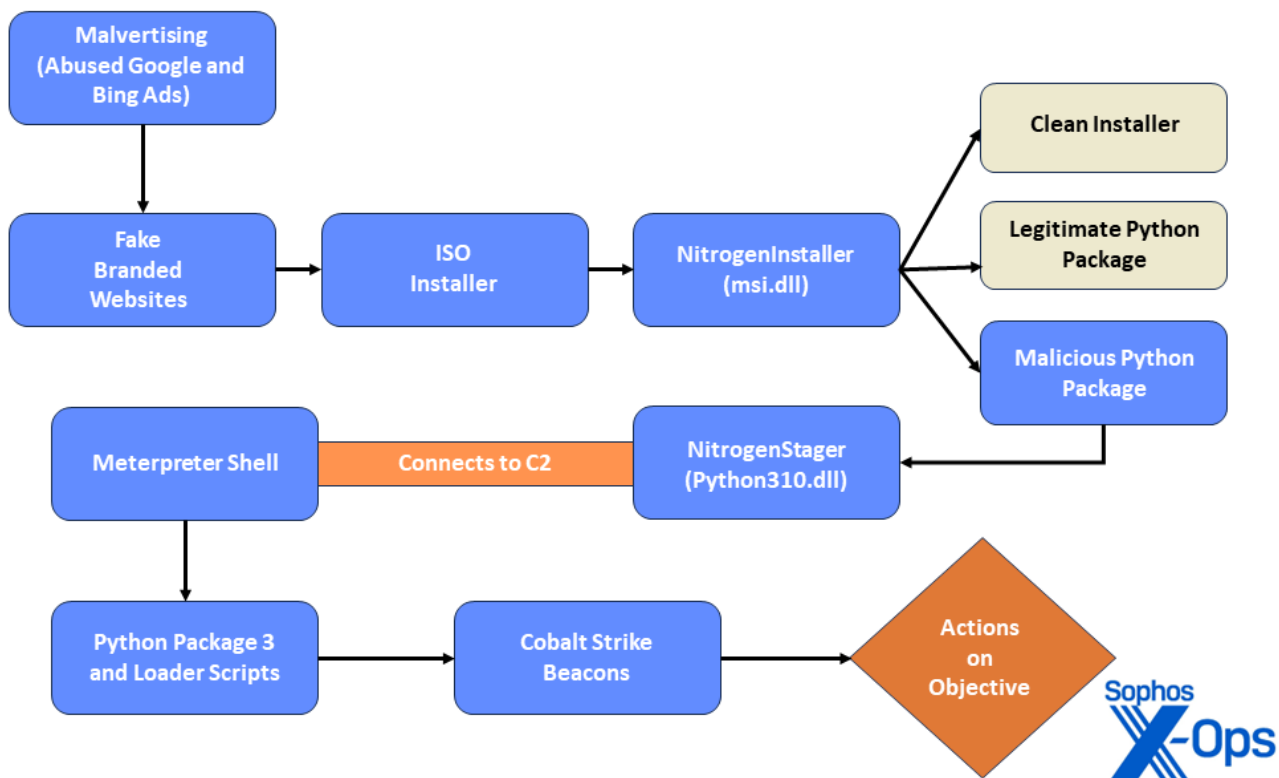 Malvertising
(Abused Google and
Bing Ads)
Clean Installer
Fake
Branded
Websites
ISO
Installer
NitrogenInstaller
(msi.dll)
Legitimate Python
Package
Malicious Python
Package
Meterpreter Shell
Connects to C2
NitrogenStager
(Python310.dll)
Python Package 3
and Loader Scripts
Cobalt Strike
Beacons
Actions
on
Objective
Sophos
X-Ops